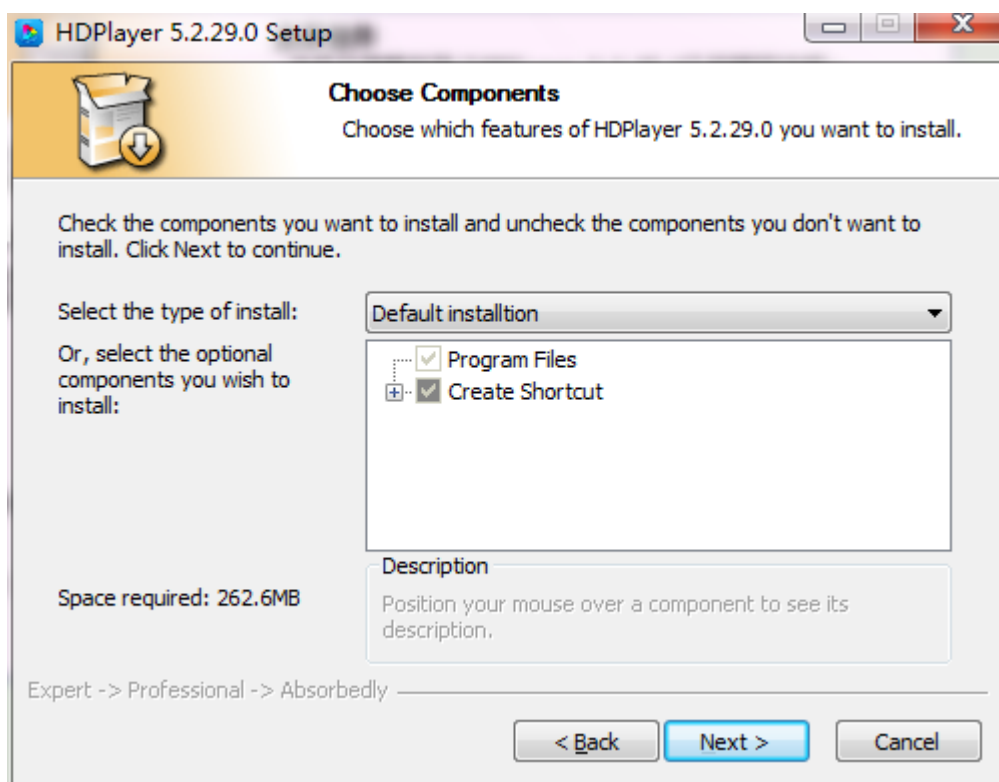 HDPlayer 5.2.29.0 Setup
Choose Components
Choose which features of HDPlayer 5.2.29.0 you want to install.
Check the components you want to install and uncheck the components you don't want to
install. Click Next to continue.
Select the type of install:
Default installtion
Or, select the optional
components you wish to
install:
Program Files
Create Shortcut
Space required: 262.6MB
Description
Position your mouse over a component to see its
description.
Expert -> Professional -> Absorbedly
< Back
Next >
Cancel